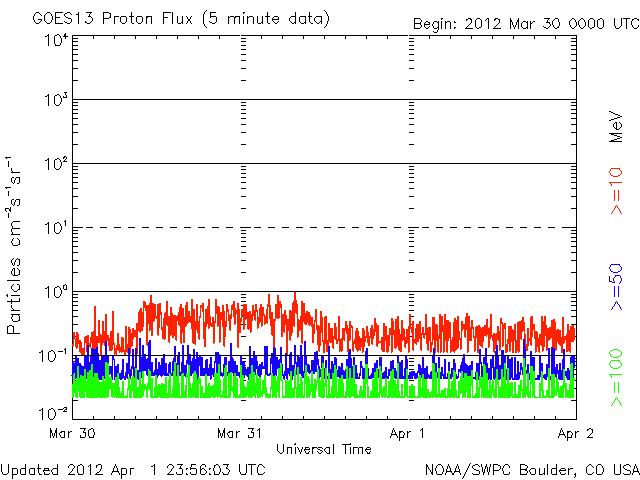 GOES13 Proton Flux (5 minute data)
Begin: 2012 Mar 30 0000 UTC
10⁴
10³
10²
10¹
10⁰
10⁻¹
10⁻²
Particles cm⁻²s⁻¹sr⁻¹
MeV
>=10
>=50
>=100
Mar 30
Mar 31
Apr 1
Apr 2
Universal Time
Updated 2012 Apr 1 23:56:03 UTC
NOAA/SWPC Boulder, CO USA